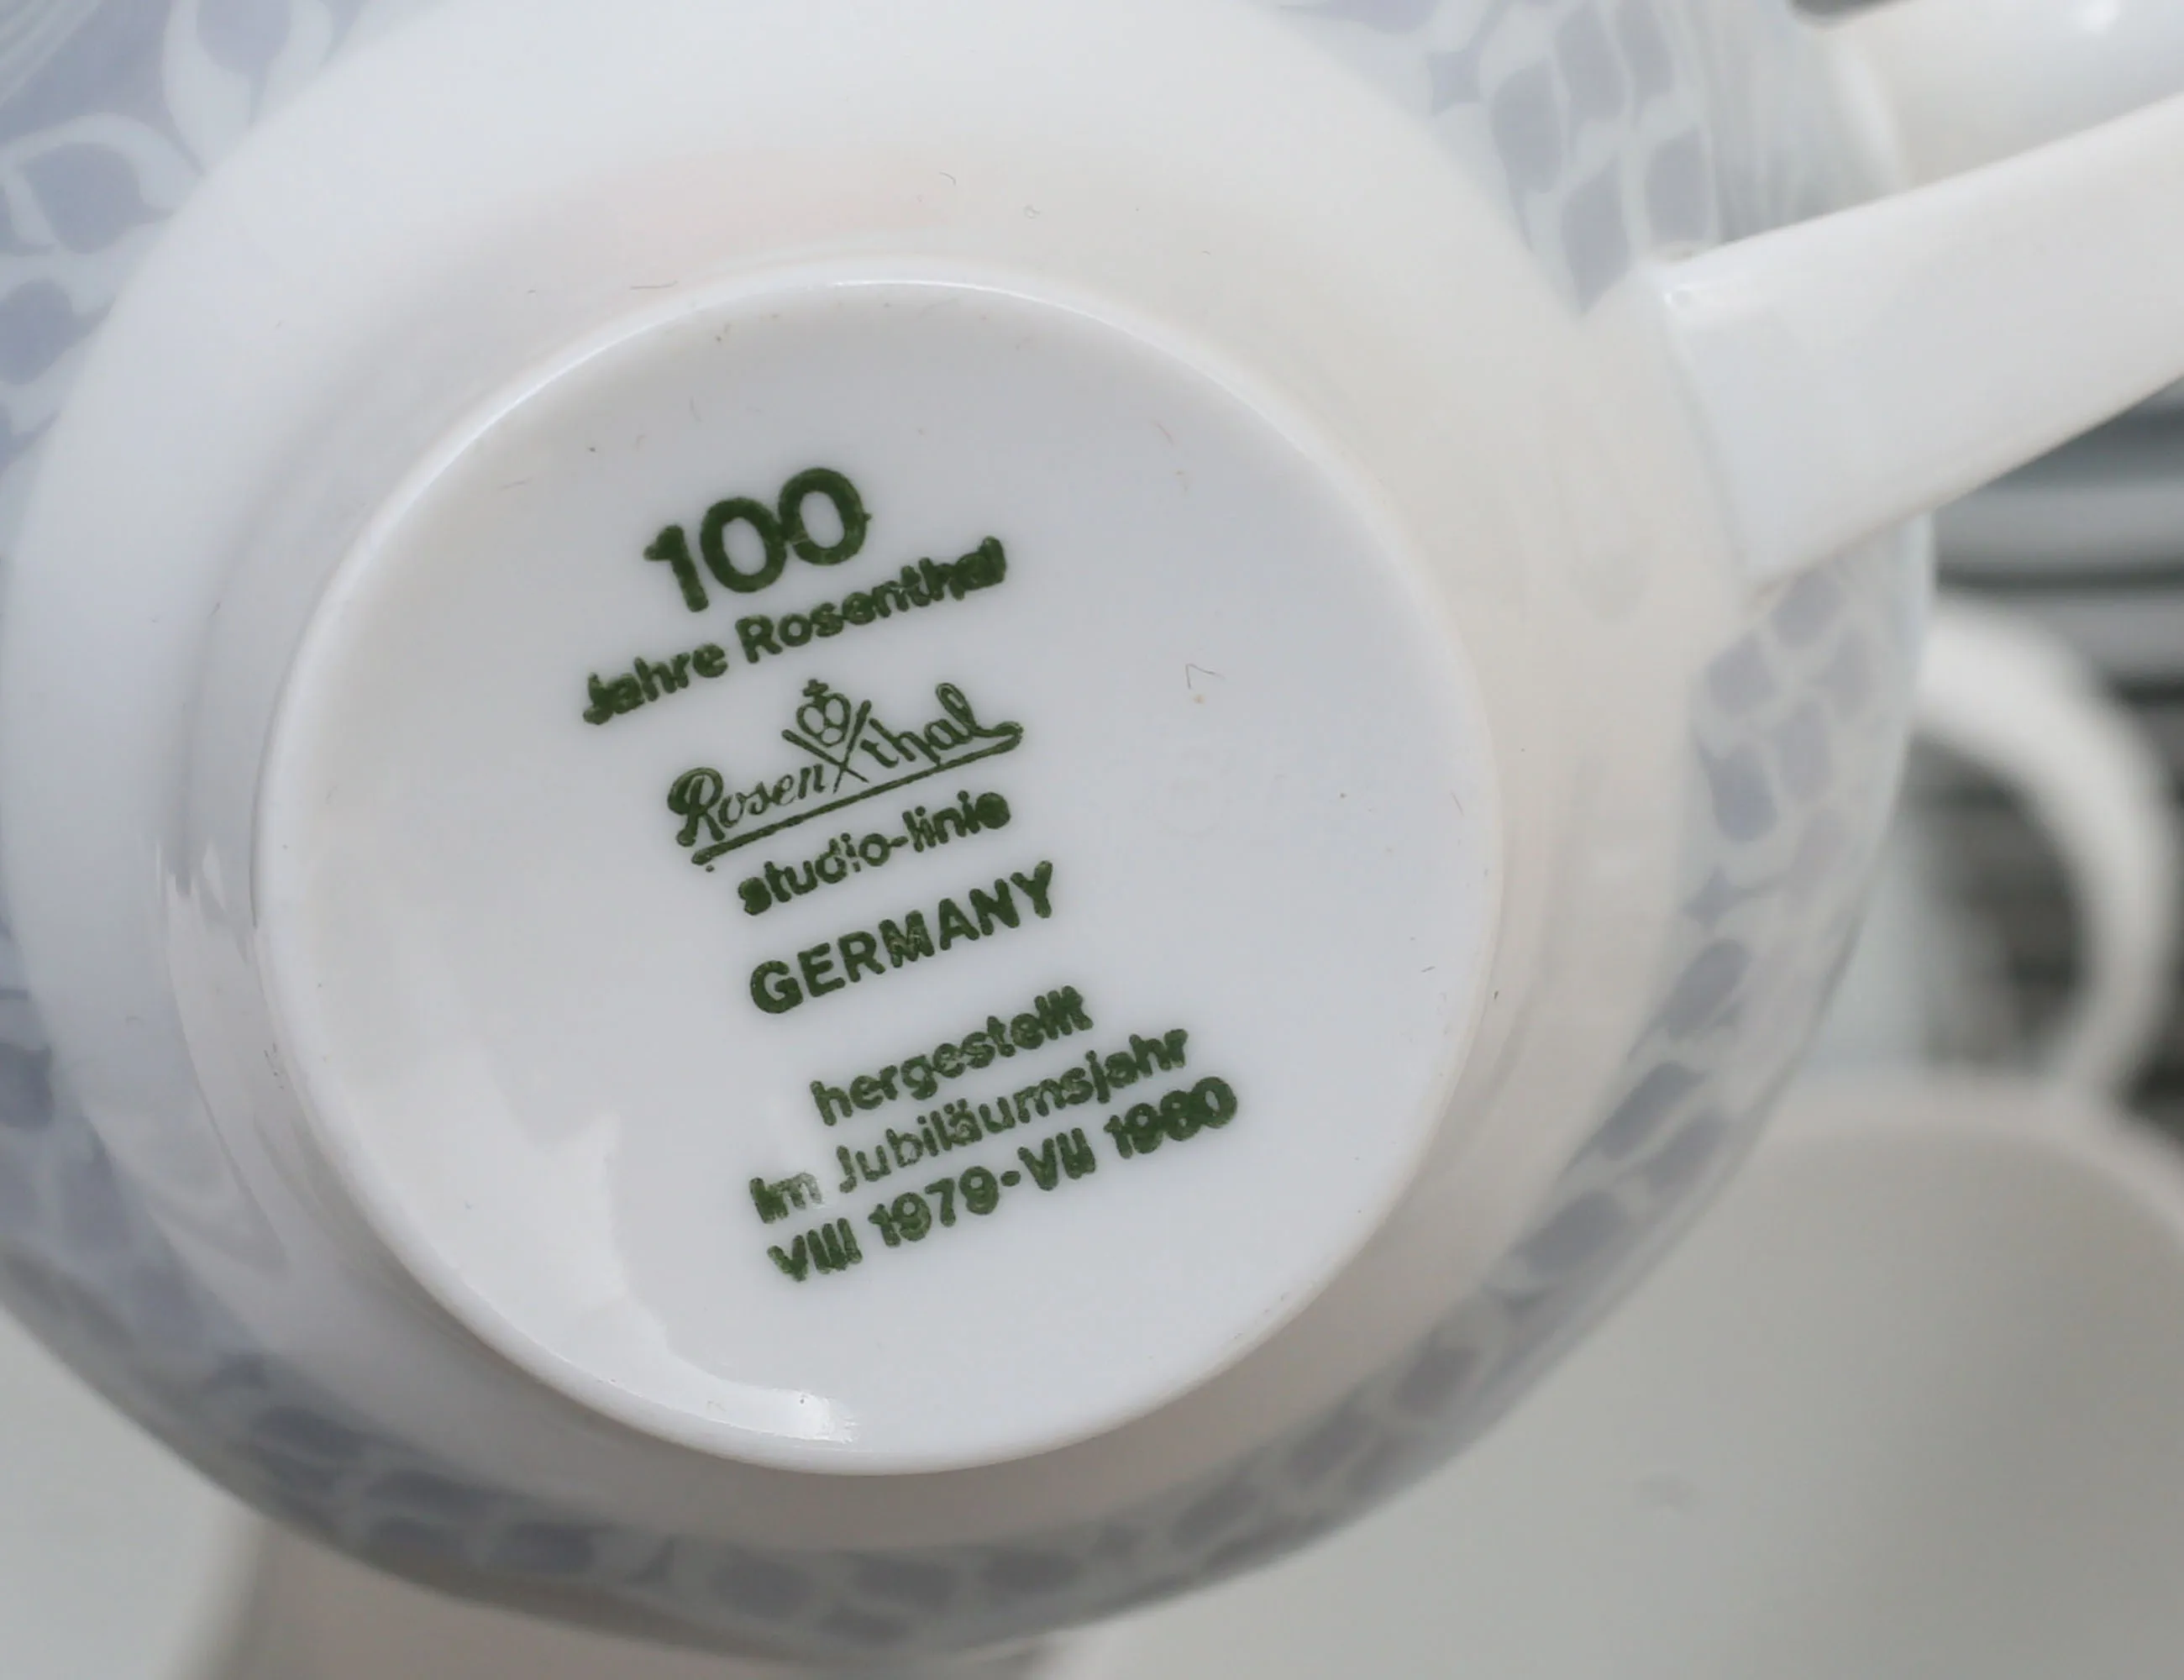 100
Jahre Rosenthal
Rosenthal
studio-linie
GERMANY
hergestellt
im Jubiläumsjahr
VIII 1979-VII 1980